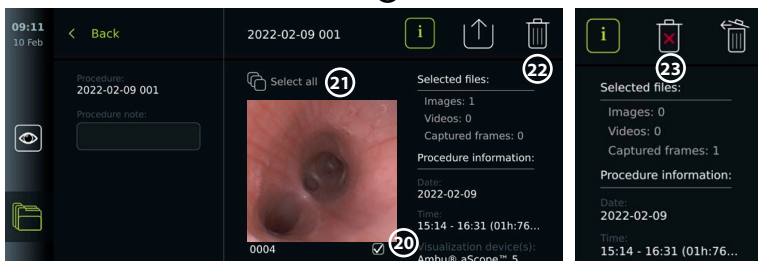 09:11
10 Feb
Back
Procedure:
2022-02-09 001
Procedure note:
2022-02-09 001
i
Select all
21
22
0004
20
Selected files:
Images: 1
Videos: 0
Captured frames: 0
Procedure information:
Date:
2022-02-09
Time:
15:14 - 16:31 (01h:76...
Visualization device(s):
Ambu® aScope™ 5
i
23
Selected files:
Images: 0
Videos: 0
Captured frames: 1
Procedure information:
Date:
2022-02-09
Time:
15:14 - 16:31 (01h:76...